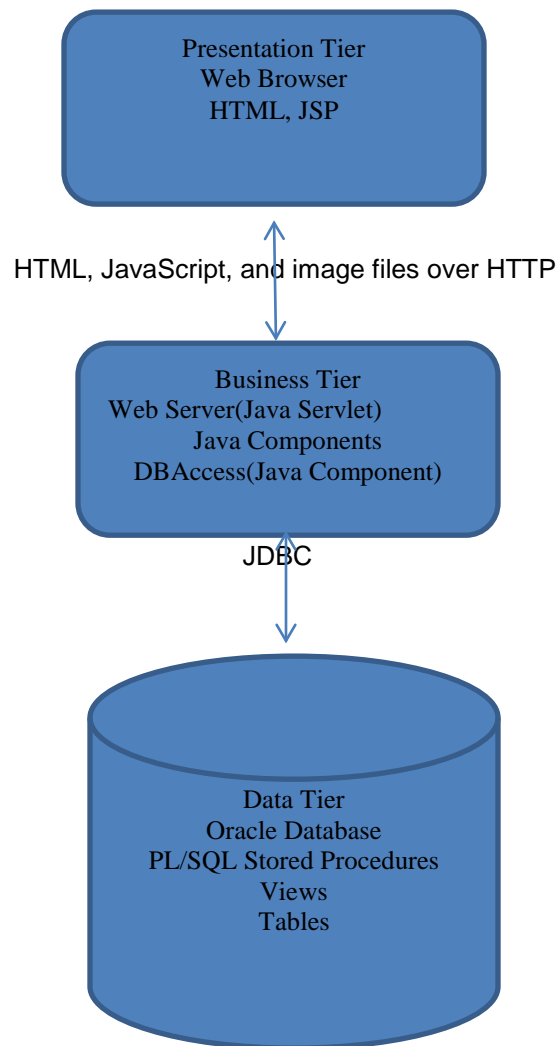 Presentation Tier
Web Browser
HTML, JSP
HTML, JavaScript, and image files over HTTP
Business Tier
Web Server(Java Servlet)
Java Components
DBAccess(Java Component)
JDBC
Data Tier
Oracle Database
PL/SQL Stored Procedures
Views
Tables